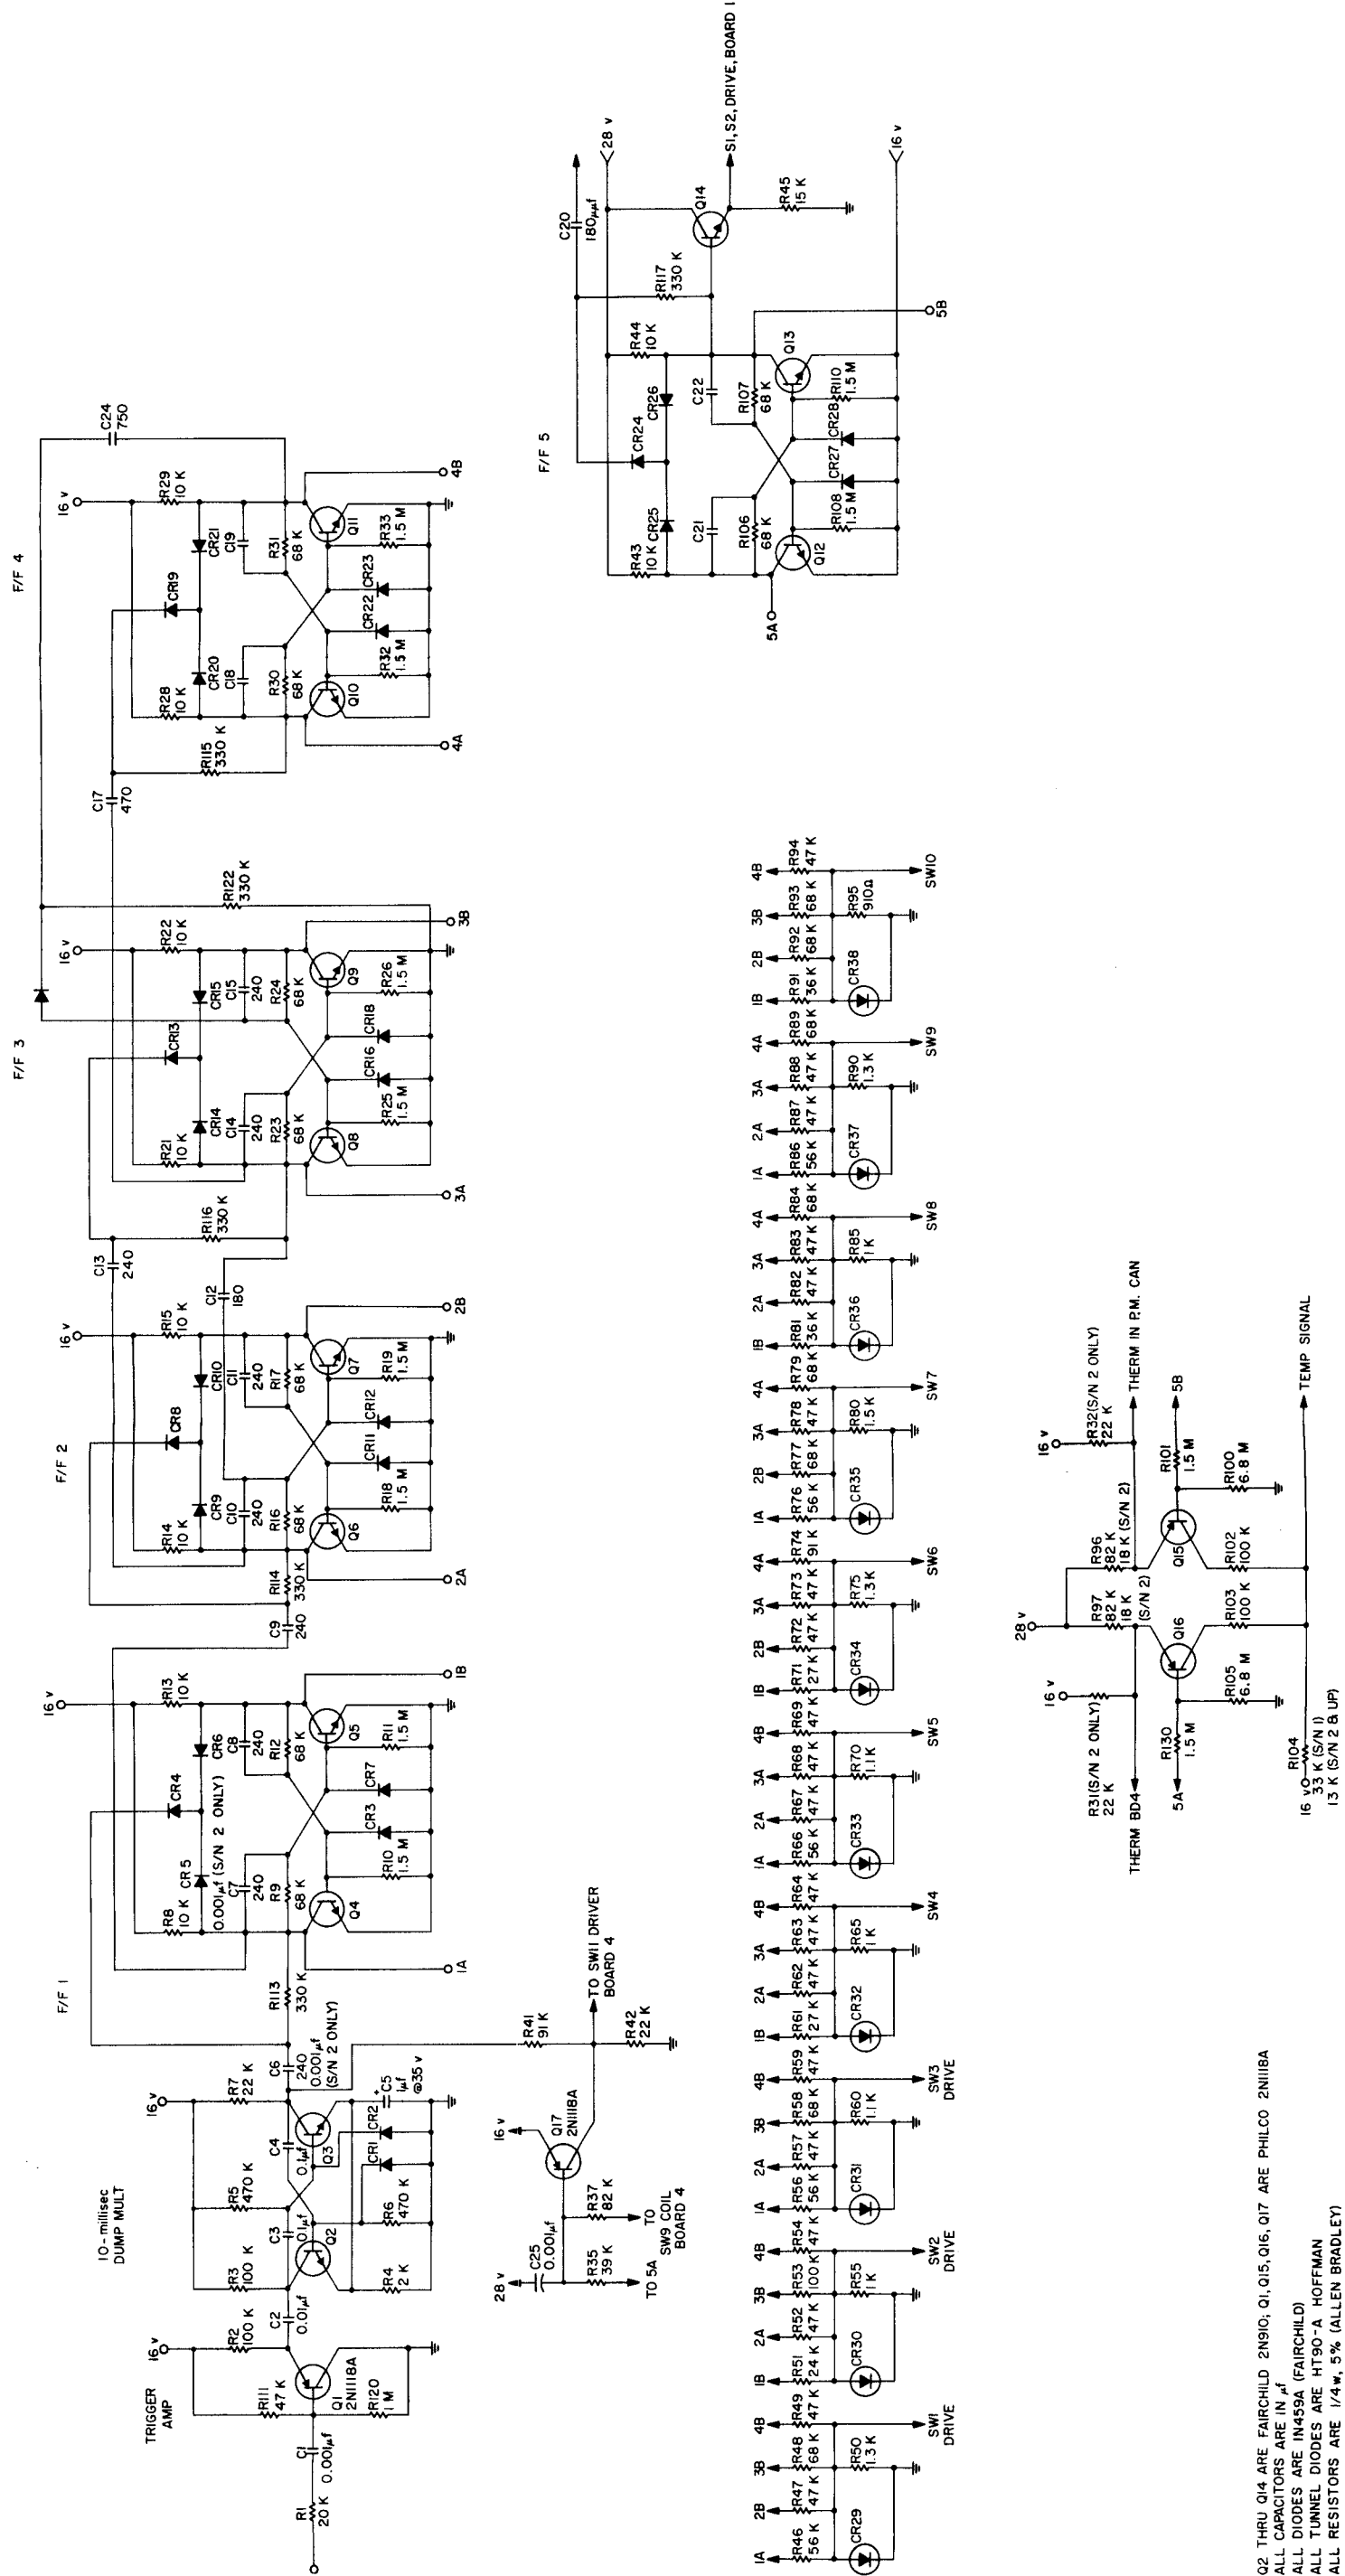 TRIGGER
AMP
R1
20 K
C1
0.001µf
R111
47 K
16 v
R2
100 K
Q1
2N1118A
R120
1 M
C2
0.01µf
10-millisec
DUMP MULT
R3
100 K
R5
470 K
16 v
R7
22 K
C3
.01µf
C4
0.1µf
Q2
Q3
R4
2 K
R6
470 K
CR1
CR2
C5
1µf
@35 v
C6
240
0.001µf
(S/N 2 ONLY)
28 v
C25
0.001µf
R35
39 K
TO 5A
R37
82 K
TO
SW9 COIL
BOARD 4
16 v
Q17
2N1118A
R41
91 K
TO SW11 DRIVER
BOARD 4
R42
22 K
F/F 1
R113
330 K
16 v
R8
10 K
R13
10 K
CR4
CR5
0.001µf (S/N 2 ONLY)
CR6
C7
240
C8
240
R9
68 K
R12
68 K
Q4
Q5
R10
1.5 M
CR3
CR7
R11
1.5 M
1A
1B
C9
240
R114
330 K
F/F 2
16 v
R14
10 K
R15
10 K
CR8
CR9
CR10
C10
240
C11
240
R16
68 K
R17
68 K
Q6
Q7
R18
1.5 M
CR11
CR12
R19
1.5 M
2A
2B
C12
180
C13
240
R116
330 K
F/F 3
16 v
R21
10 K
R22
10 K
CR13
CR14
CR15
C14
240
C15
240
R23
68 K
R24
68 K
Q8
Q9
R25
1.5 M
CR16
CR18
R26
1.5 M
3A
3B
R122
330 K
C17
470
R115
330 K
F/F 4
16 v
R28
10 K
R29
10 K
CR19
CR20
CR21
C18
C19
R30
68 K
R31
68 K
Q10
Q11
R32
1.5 M
CR22
CR23
R33
1.5 M
4A
4B
C24
750
F/F 5
C20
180µµf
28 v
R43
10 K
R44
10 K
R117
330 K
CR24
CR25
CR26
C21
C22
R106
68 K
R107
68 K
Q12
Q13
Q14
S1, S2, DRIVE, BOARD 1
R45
15 K
R108
1.5 M
CR27
CR28
R110
1.5 M
16 v
5A
5B
1A 2B 3B 4B
R46 R47 R48 R49
56 K 47 K 68 K 47 K
CR29
R50
1.3 K
SW1
DRIVE
1B 2A 3B 4B
R51 R52 R53 R54
24 K 47 K 100 K 47 K
CR30
R55
1K
SW2
DRIVE
1A 2A 3B 4B
R56 R57 R58 R59
56 K 47 K 68 K 47 K
CR31
R60
1.1 K
SW3
DRIVE
1B 2A 3A 4B
R61 R62 R63 R64
27 K 47 K 47 K 47 K
CR32
R65
1 K
SW4
1A 2A 3A 4B
R66 R67 R68 R69
56 K 47 K 47 K 47 K
CR33
R70
1.1 K
SW5
1B 2B 3A 4A
R71 R72 R73 R74
27 K 47 K 47 K 91 K
CR34
R75
1.3 K
SW6
1A 2B 3A 4A
R76 R77 R78 R79
56 K 68 K 47 K 68 K
CR35
R80
1.5 K
SW7
1B 2A 3A 4A
R81 R82 R83 R84
36 K 47 K 47 K 68 K
CR36
R85
1 K
SW8
1A 2A 3A 4A
R86 R87 R88 R89
56 K 47 K 47 K 68 K
CR37
R90
1.3 K
SW9
1B 2B 3B 4B
R91 R92 R93 R94
36 K 68 K 68 K 47 K
CR38
R95
910Ω
SW10
R31(S/N 2 ONLY)
22 K
16 v
28 v
R97
82 K
18 K
(S/N 2)
R96
82 K
18 K (S/N 2)
16 v
R32(S/N 2 ONLY)
22 K
THERM BD4
THERM IN P.M. CAN
5A
R130
1.5 M
Q16
Q15
R101
1.5 M
5B
R105
6.8 M
R103
100 K
R102
100 K
R100
6.8 M
16 v
R104
33 K (S/N 1)
13 K (S/N 2 & UP)
TEMP SIGNAL
Q2 THRU Q14 ARE FAIRCHILD 2N910; Q1, Q15, Q16, Q17 ARE PHILCO 2N1118A
ALL CAPACITORS ARE IN µf
ALL DIODES ARE IN459A (FAIRCHILD)
ALL TUNNEL DIODES ARE HT90-A HOFFMAN
ALL RESISTORS ARE 1/4 w, 5% (ALLEN BRADLEY)